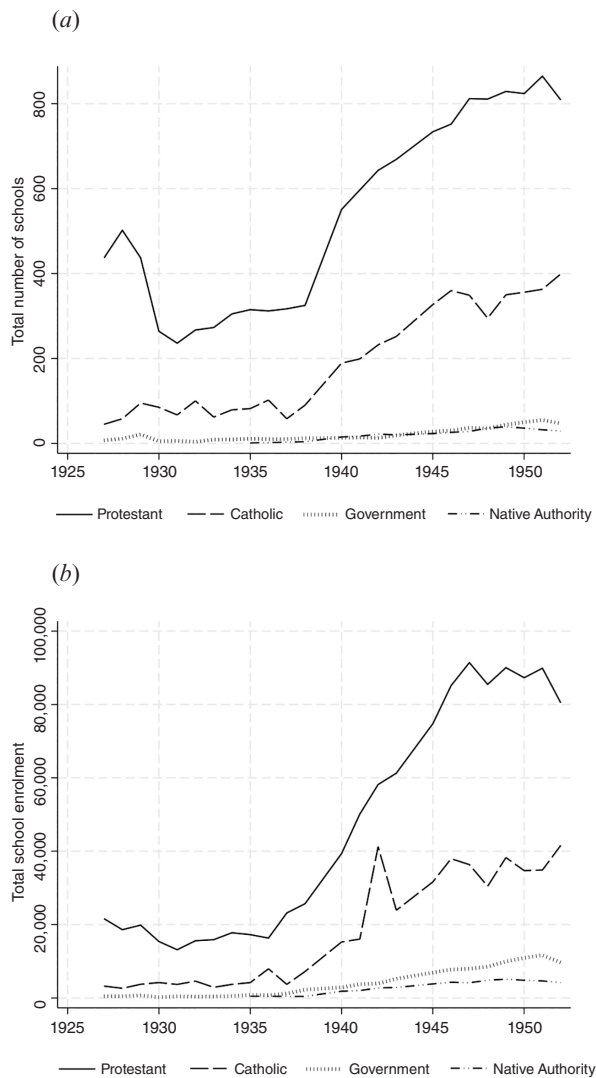 (a)
Total number of schools
800
600
400
200
0
1925 1930 1935 1940 1945 1950
Protestant Catholic Government Native Authority
(b)
Total school enrolment
100,000
80,000
60,000
40,000
20,000
0
1925 1930 1935 1940 1945 1950
Protestant Catholic Government Native Authority